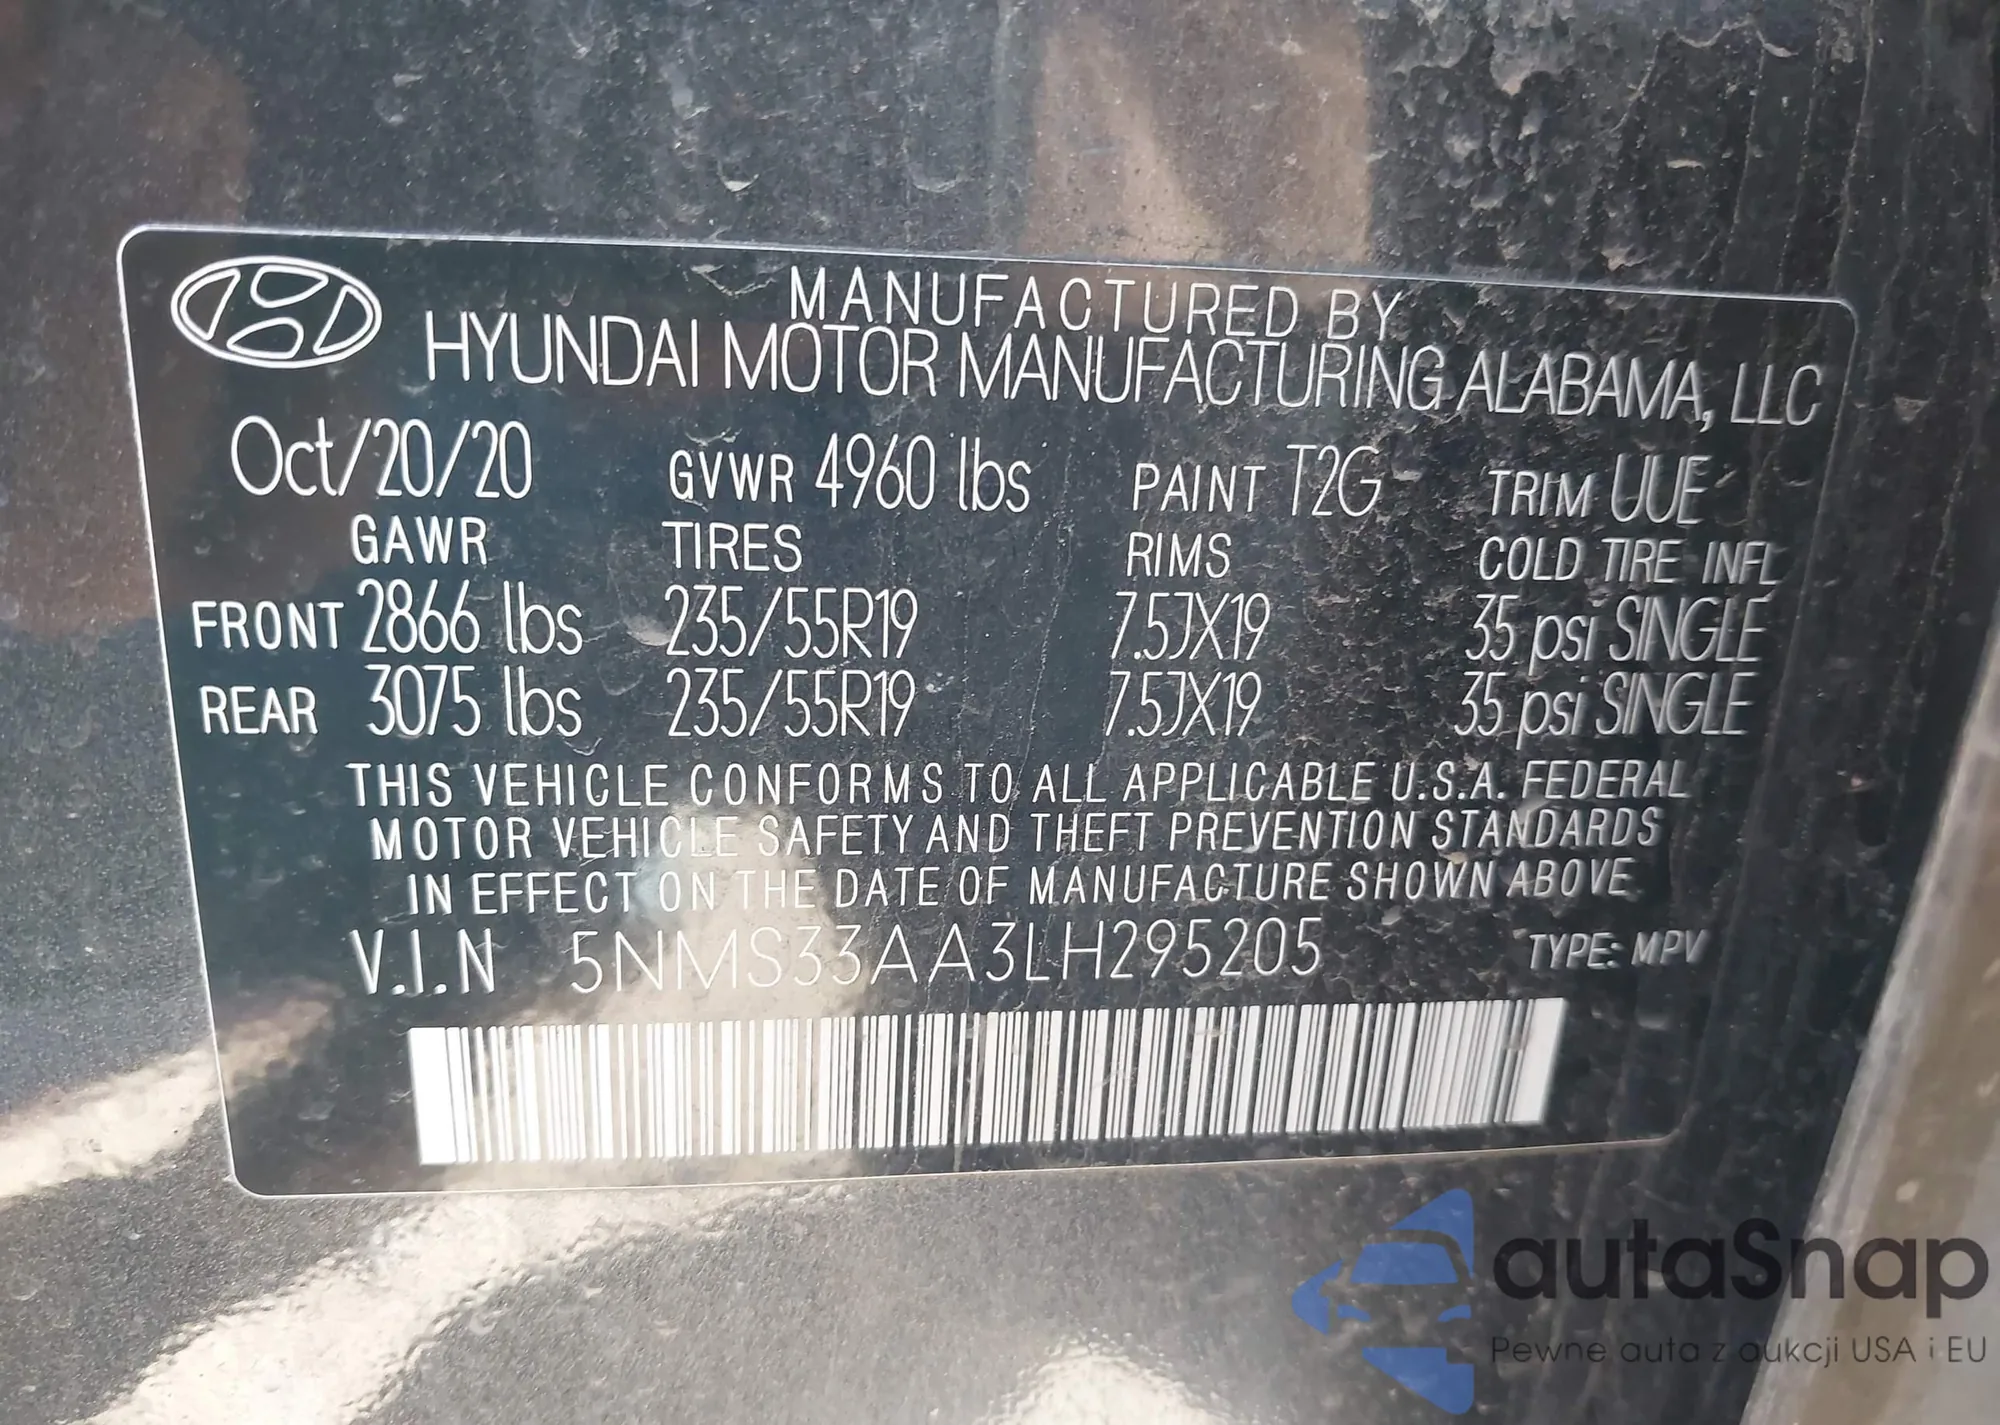 MANUFACTURED BY
HYUNDAI MOTOR MANUFACTURING ALABAMA, LLC
Oct/20/20 GVWR 4960 lbs PAINT T2G TRIM UUE
GAWR TIRES RIMS COLD TIRE INFL
FRONT 2866 lbs 235/55R19 7.5JX19 35 psi SINGLE
REAR 3075 lbs 235/55R19 7.5JX19 35 psi SINGLE
THIS VEHICLE CONFORMS TO ALL APPLICABLE U.S.A. FEDERAL
MOTOR VEHICLE SAFETY AND THEFT PREVENTION STANDARDS
IN EFFECT ON THE DATE OF MANUFACTURE SHOWN ABOVE
V.I.N 5NMS33AA3LH295205 TYPE: MPV
autaSnap
Pewne auta z aukcji USA i EU